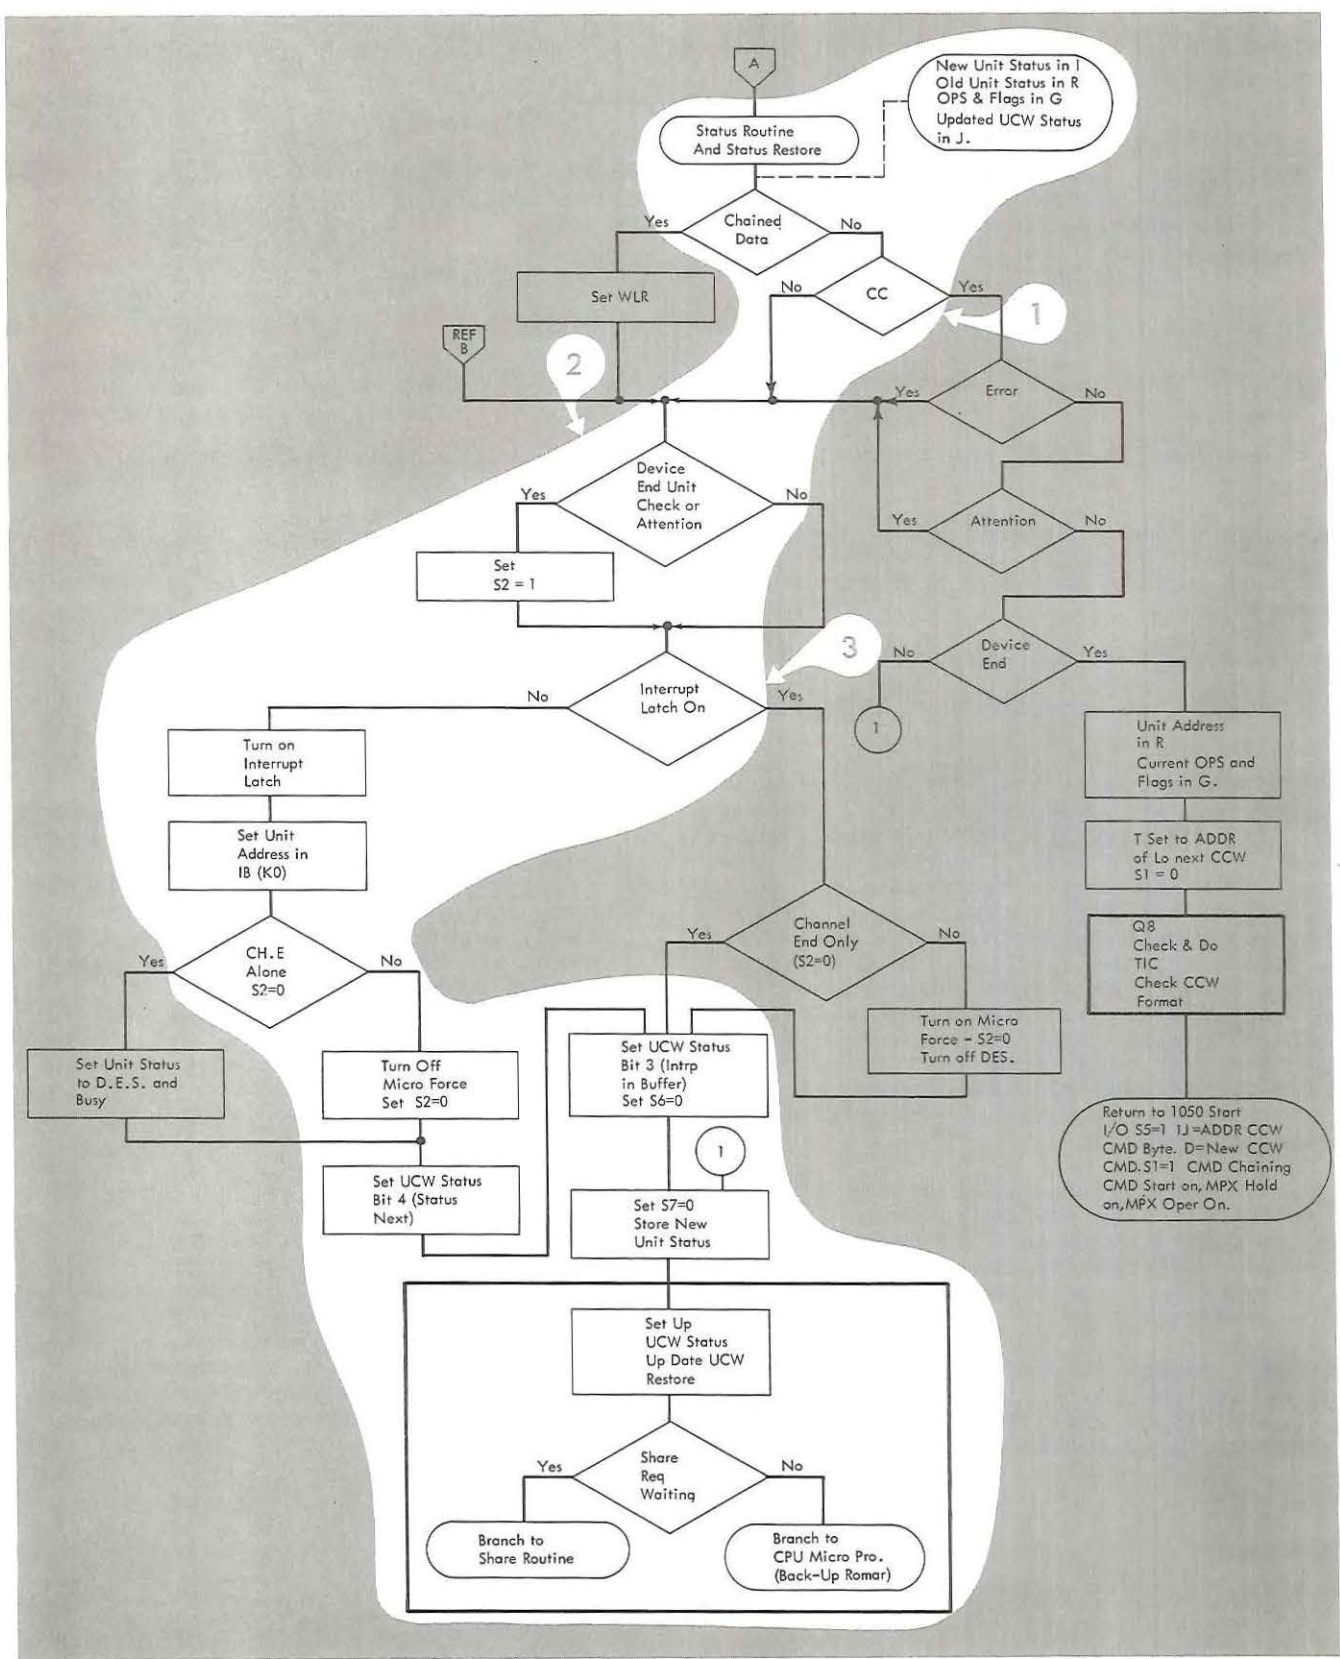 A
New Unit Status in I
Old Unit Status in R
OPS & Flags in G
Updated UCW Status
in J.
Status Routine
And Status Restore
Yes
Chained
Data
No
Set WLR
No
CC
Yes
1
REF
B
2
Yes
Error
No
Device
End Unit
Check or
Attention
Yes
No
Yes
Attention
No
Set
S2 = 1
3
No
Device
End
Yes
No
Interrupt
Latch On
Yes
1
Turn on
Interrupt
Latch
Unit Address
in R
Current OPS and
Flags in G.
Set Unit
Address in
IB (K0)
T Set to ADDR
of Lo next CCW
S1 = 0
Yes
CH.E
Alone
S2=0
No
Yes
Channel
End Only
(S2=0)
No
Q8
Check & Do
TIC
Check CCW
Format
Set Unit Status
to D.E.S. and
Busy
Turn Off
Micro Force
Set S2=0
Set UCW Status
Bit 3 (Intrp
in Buffer)
Set S6=0
Turn on Micro
Force - S2=0
Turn off DES.
Return to 1050 Start
I/O S5=1 IJ=ADDR CCW
CMD Byte. D=New CCW
CMD.S1=1 CMD Chaining
CMD Start on, MPX Hold
on, MPX Oper On.
1
Set UCW Status
Bit 4 (Status
Next)
Set S7=0
Store New
Unit Status
Set Up
UCW Status
Up Date UCW
Restore
Yes
Share
Req
Waiting
No
Branch to
Share Routine
Branch to
CPU Micro Pro.
(Back-Up Romar)